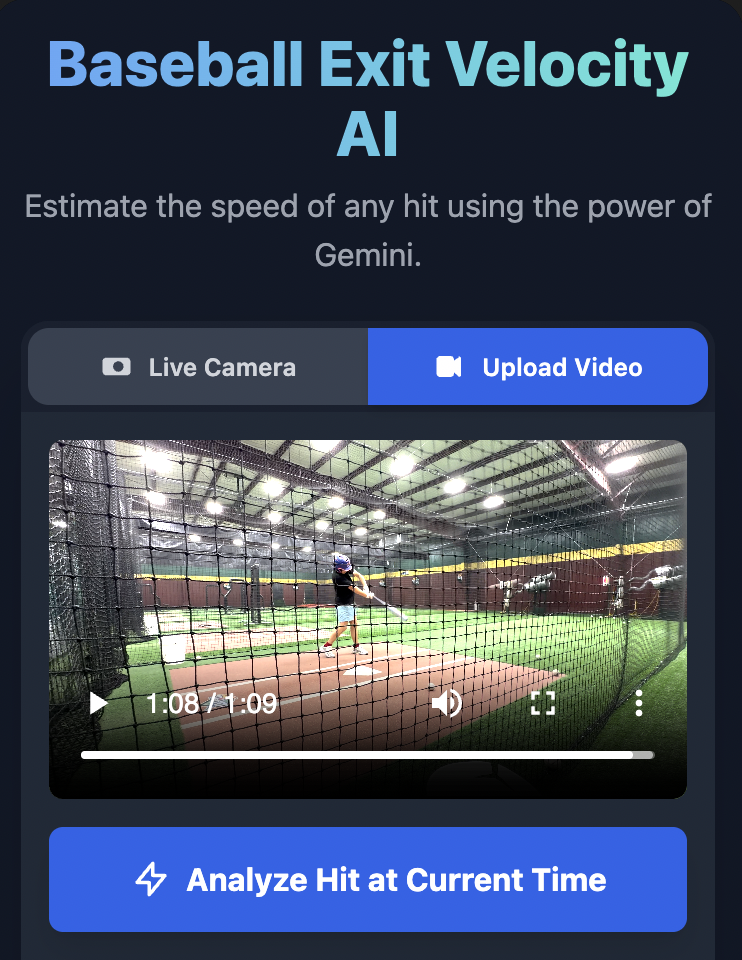 Baseball Exit Velocity
AI
Estimate the speed of any hit using the power of
Gemini.
Live Camera
Upload Video
1:08 / 1:09
Analyze Hit at Current Time